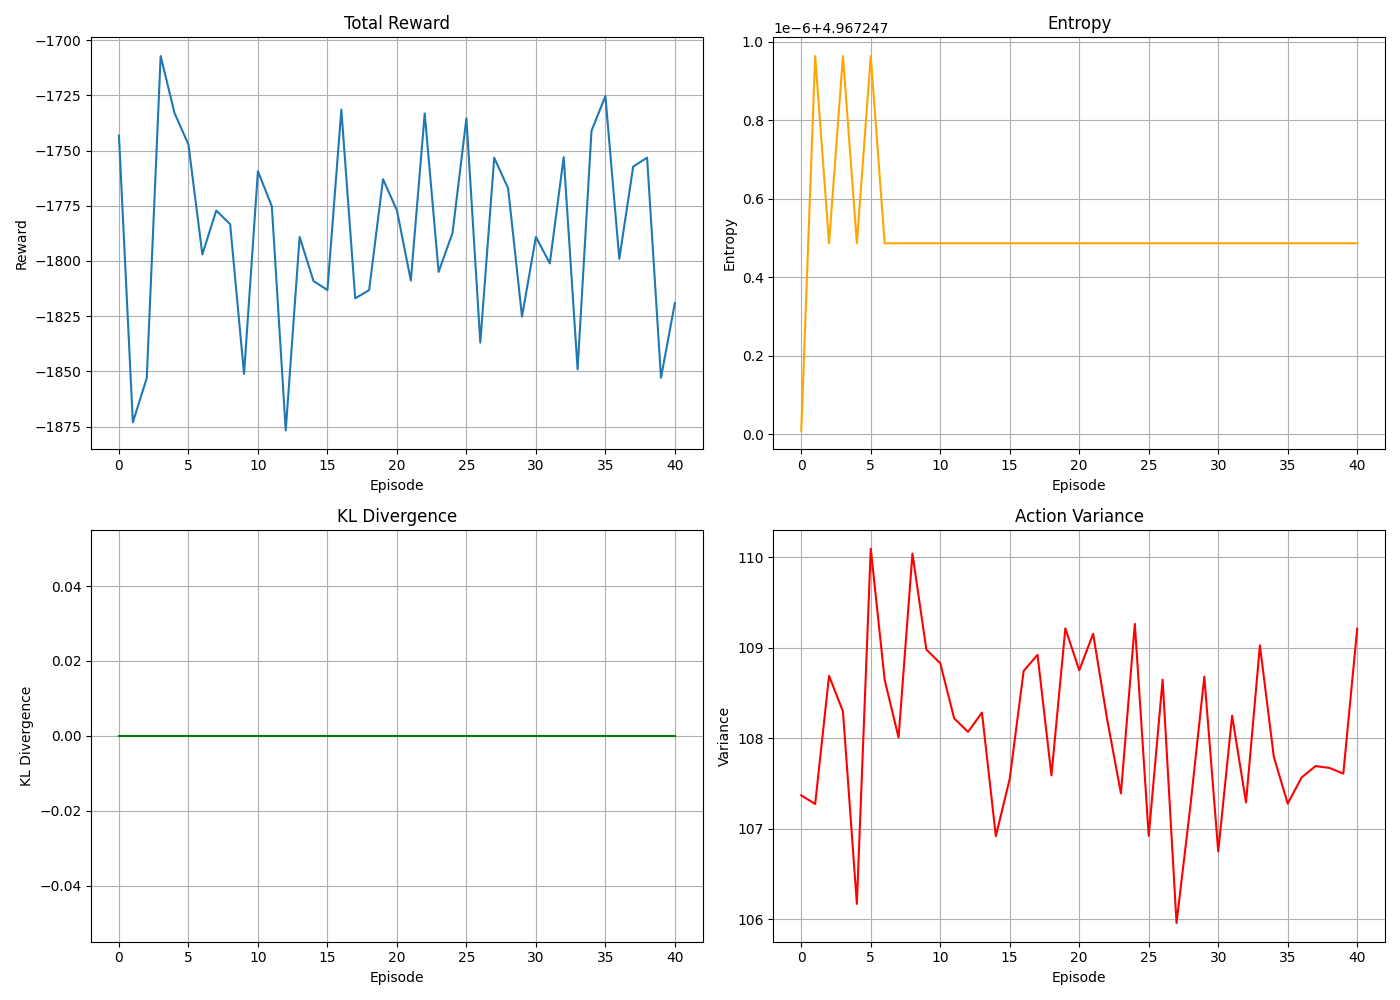 Total Reward
−1700
−1725
−1750
−1775
−1800
−1825
−1850
−1875
Reward
0 5 10 15 20 25 30 35 40
Episode
Entropy
1e−6+4.967247
1.0
0.8
0.6
0.4
0.2
0.0
Entropy
0 5 10 15 20 25 30 35 40
Episode
KL Divergence
0.04
0.02
0.00
−0.02
−0.04
KL Divergence
0 5 10 15 20 25 30 35 40
Episode
Action Variance
110
109
108
107
106
Variance
0 5 10 15 20 25 30 35 40
Episode